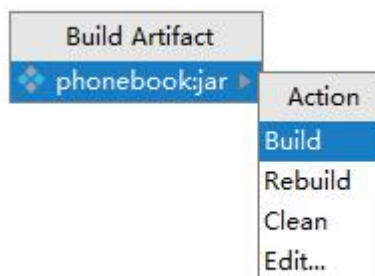 Build Artifact
phonebook:jar
Action
Build
Rebuild
Clean
Edit...